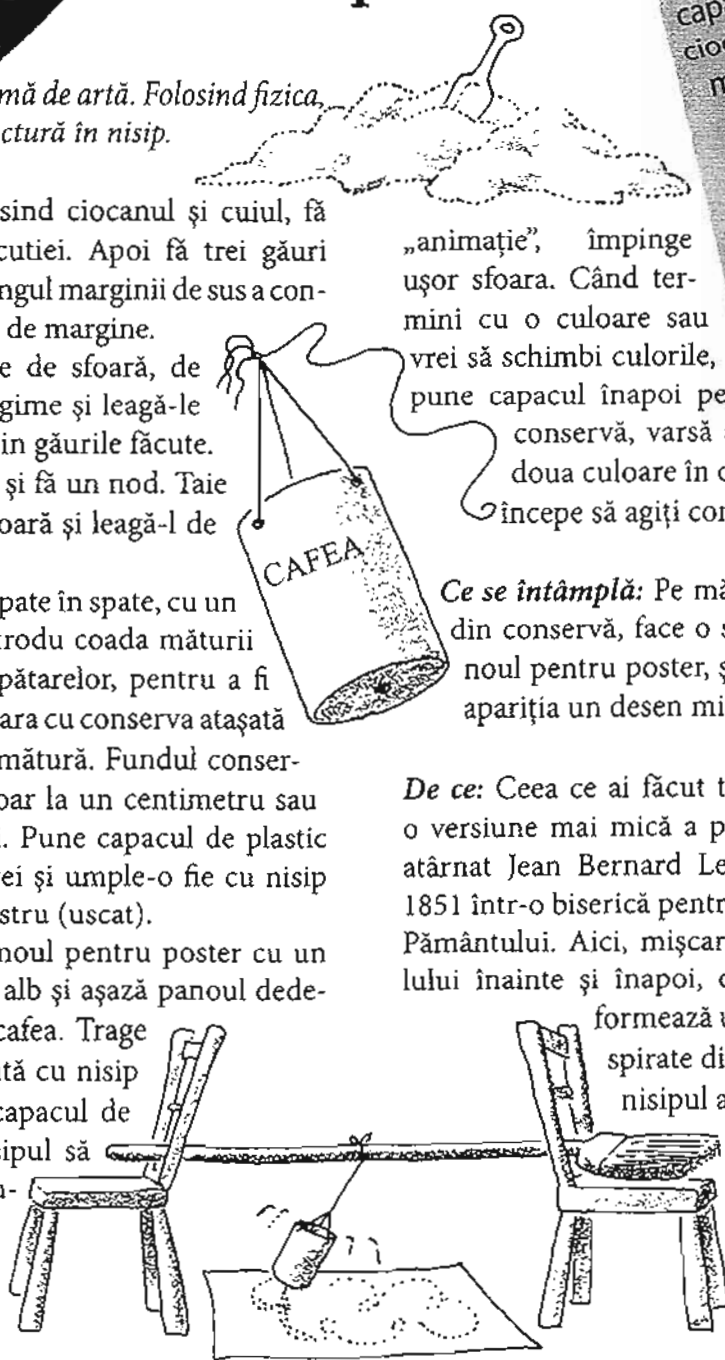 mă de artă. Folosind fizica,
ctură în nisip.
sind ciocanul și cuiul, fă
cutiei. Apoi fă trei găuri
ngul marginii de sus a con-
de margine.
e de sfoară, de
gime și leagă-le
in găurile făcute.
și fă un nod. Taie
oară și leagă-l de
pate în spate, cu un
trodu coada măturii
pătarelor, pentru a fi
ara cu conserva atașată
mătură. Fundul conser-
oar la un centimetru sau
. Pune capacul de plastic
ei și umple-o fie cu nisip
stru (uscat).
noul pentru poster cu un
alb și așază panoul dede-
cafea. Trage
tă cu nisip
capacul de
sipul să
-
CAFEA
cap
cioc
m
„animație”, împinge
ușor sfoara. Când ter-
mini cu o culoare sau
vrei să schimbi culorile,
pune capacul înapoi pe
conservă, varsă a
doua culoare în c
începe să agiți con
Ce se întâmplă: Pe mă
din conservă, face o s
noul pentru poster, ș
apariția un desen mi
De ce: Ceea ce ai făcut t
o versiune mai mică a p
atârnat Jean Bernard Le
1851 într-o biserică pentr
Pământului. Aici, mișcar
lului înainte și înapoi, c
formează u
spirate di
nisipul a